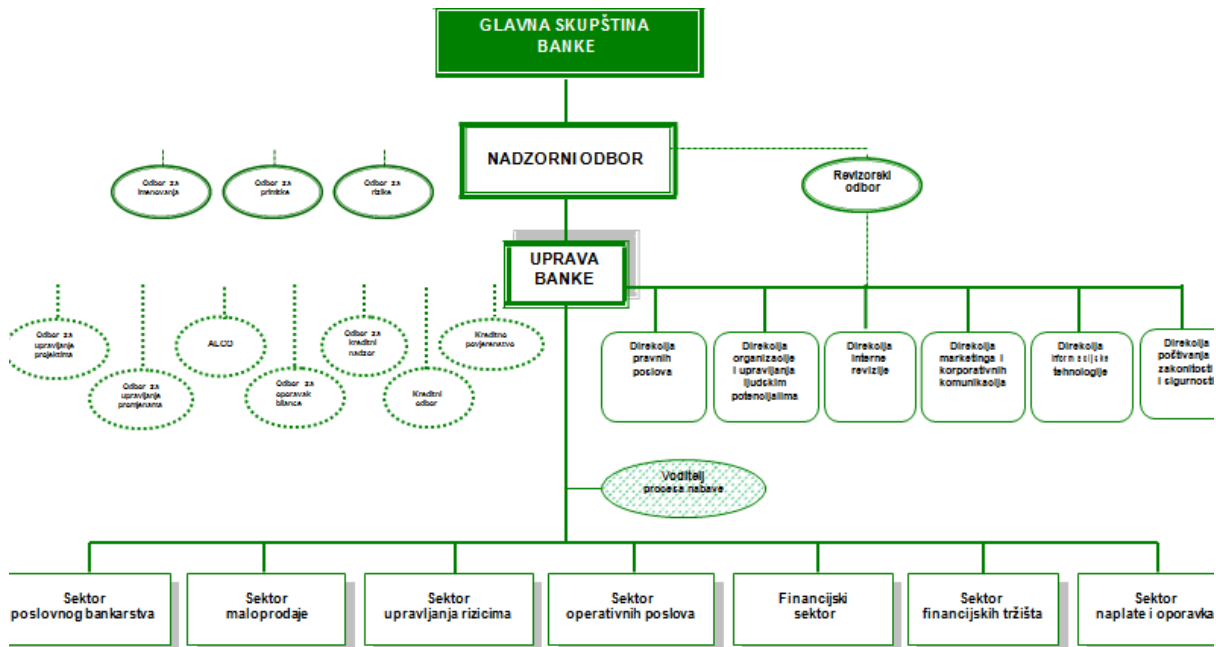 GLAVNA SKUPŠTINA
BANKE
NADZORNI ODBOR
Odbor za
imenovanja
Odbor za
primitke
Odbor za
rizike
Revizorski
odbor
UPRAVA
BANKE
Odbor za
upravljanje
projektima
Odbor za
upravljanje
promjenama
ALCO
Odbor za
oporavak
bilance
Odbor za
kreditni
nadzor
Kreditni
odbor
Kreditno
povjerenstvo
Direkcija
pravnih
poslova
Direkcija
organizacije
i upravljanja
ljudskim
potencijalima
Direkcija
interne
revizije
Direkcija
marketinga i
korporativnih
komunikacija
Direkcija
informacijske
tehnologije
Direkcija
poštivanja
zakonitosti
i sigurnosti
Voditelj
procesa nabave
Sektor
poslovnog bankarstva
Sektor
maloprodaje
Sektor
upravljanja rizicima
Sektor
operativnih poslova
Financijski
sektor
Sektor
financijskih tržišta
Sektor
naplate i oporavka